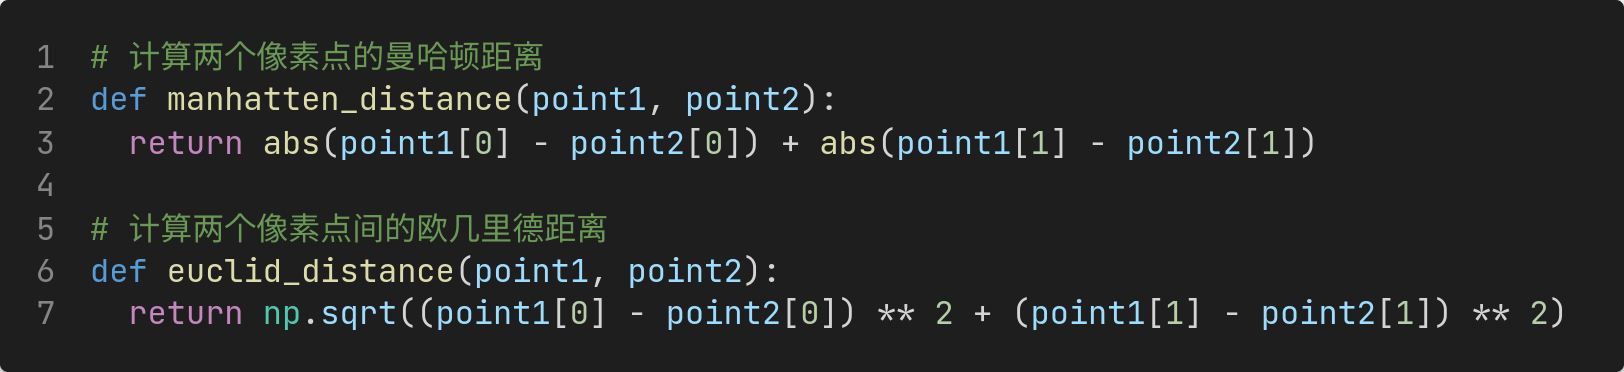 1 # 计算两个像素点的曼哈顿距离
2 def manhatten_distance(point1, point2):
3   return abs(point1[0] - point2[0]) + abs(point1[1] - point2[1])
4
5 # 计算两个像素点间的欧几里德距离
6 def euclid_distance(point1, point2):
7   return np.sqrt((point1[0] - point2[0]) ** 2 + (point1[1] - point2[1]) ** 2)